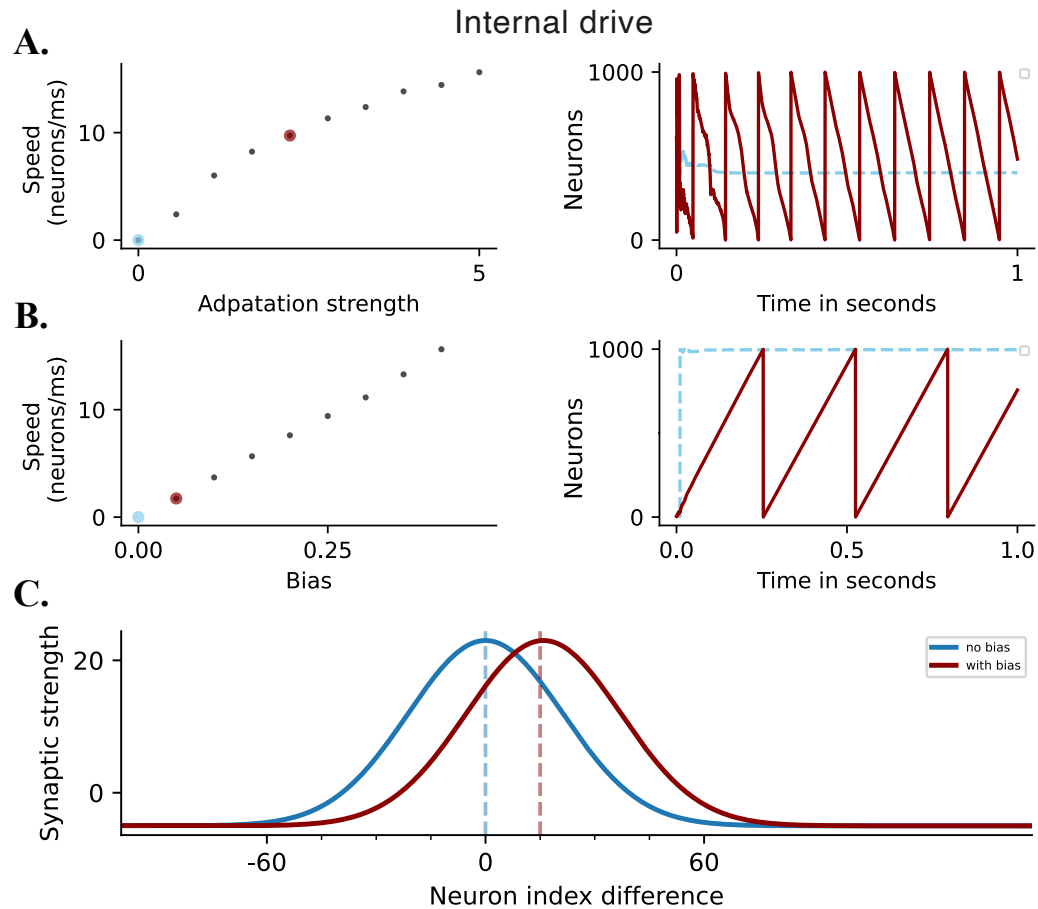 Internal drive
A.
Speed
(neurons/ms)
10
0
0
5
Adpatation strength
Neurons
1000
0
0
1
Time in seconds
B.
Speed
(neurons/ms)
10
0
0.00
0.25
Bias
Neurons
1000
0
0.0
0.5
1.0
Time in seconds
C.
Synaptic strength
20
0
-60
0
60
Neuron index difference
no bias
with bias